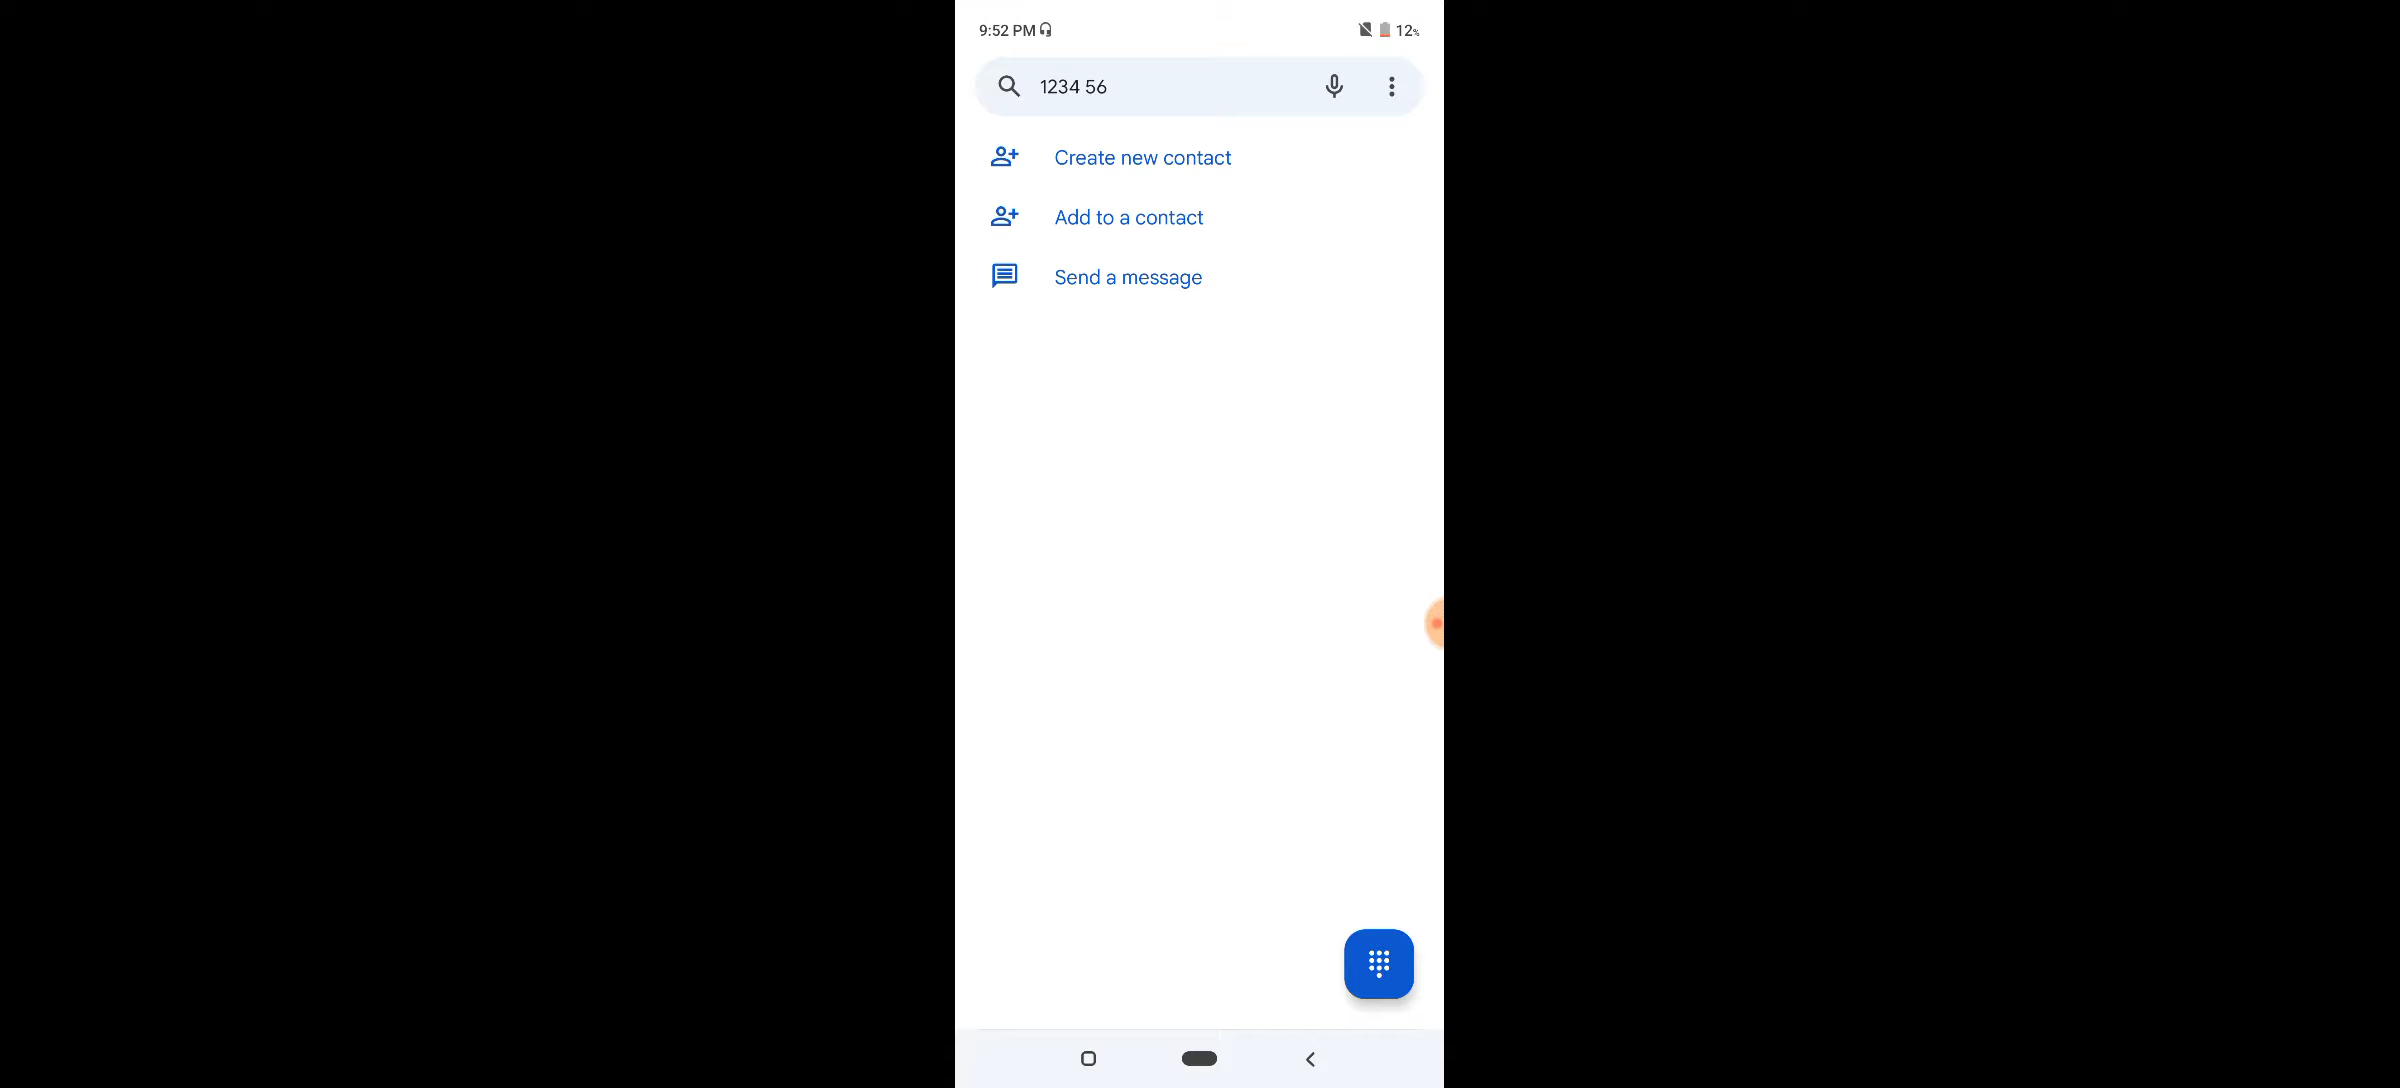 9:52 PM 12%
1234 56
Create new contact
Add to a contact
Send a message